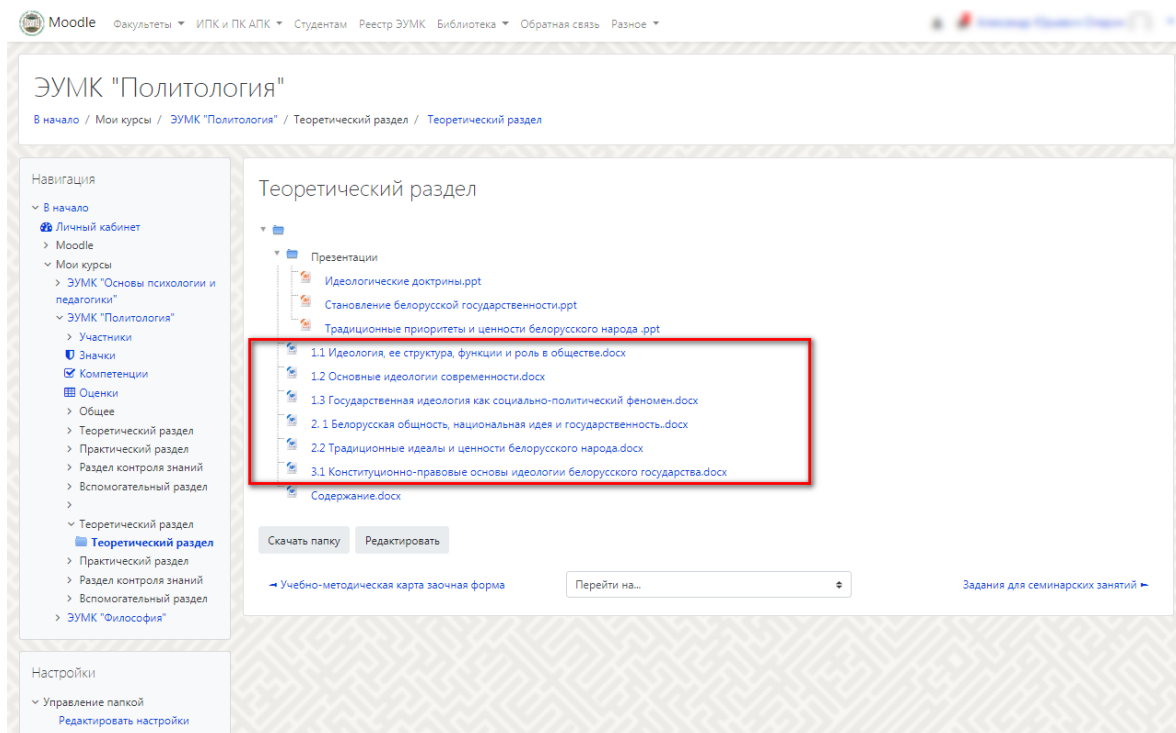 Moodle Факультеты ИПК и ПК АПК Студентам Реестр ЭУМК Библиотека Обратная связь Разное
ЭУМК "Политология"
В начало / Мои курсы / ЭУМК "Политология" / Теоретический раздел / Теоретический раздел
Навигация
В начало
Личный кабинет
Moodle
Мои курсы
ЭУМК "Основы психологии и
педагогики"
ЭУМК "Политология"
Участники
Значки
Компетенции
Оценки
Общее
Теоретический раздел
Практический раздел
Раздел контроля знаний
Вспомогательный раздел
Теоретический раздел
Теоретический раздел
Практический раздел
Раздел контроля знаний
Вспомогательный раздел
ЭУМК "Философия"
Настройки
Управление папкой
Редактировать настройки
Теоретический раздел
Презентации
Идеологические доктрины.ppt
Становление белорусской государственности.ppt
Традиционные приоритеты и ценности белорусского народа .ppt
1.1 Идеология, ее структура, функции и роль в обществе.docx
1.2 Основные идеологии современности.docx
1.3 Государственная идеология как социально-политический феномен.docx
2. 1 Белорусская общность, национальная идея и государственность..docx
2.2 Традиционные идеалы и ценности белорусского народа.docx
3.1 Конституционно-правовые основы идеологии белорусского государства.docx
Содержание.docx
Скачать папку Редактировать
◄ Учебно-методическая карта заочная форма Перейти на... Задания для семинарских занятий ►